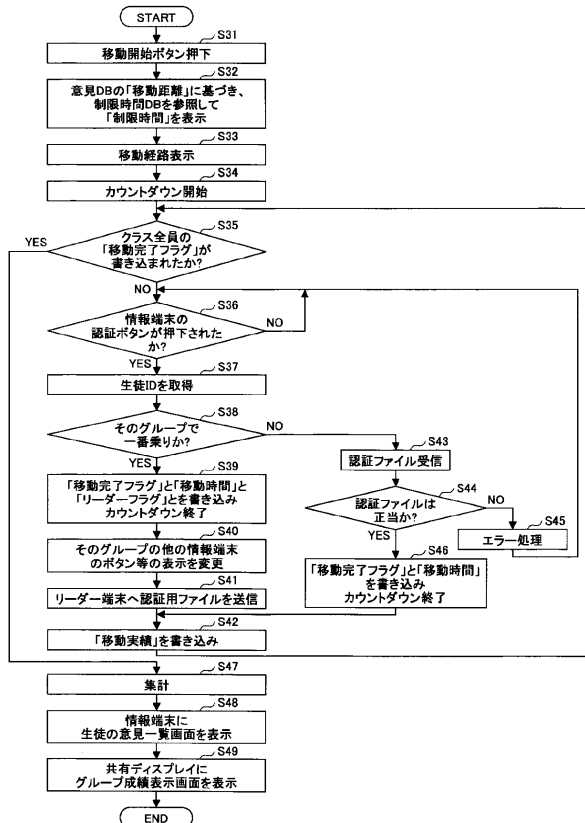 START
S31
移動開始ボタン押下
S32
意見DBの「移動距離」に基づき、
制限時間DBを参照して
「制限時間」を表示
S33
移動経路表示
S34
カウントダウン開始
S35
YES
クラス全員の
「移動完了フラグ」が
書き込まれたか?
NO
S36
情報端末の
認証ボタンが押下された
か?
NO
YES
S37
生徒IDを取得
S38
そのグループで
一番乗りか?
NO
YES
S39
「移動完了フラグ」と「移動時間」と
「リーダーフラグ」とを書き込み
カウントダウン終了
S40
そのグループの他の情報端末
のボタン等の表示を変更
S41
リーダー端末へ認証用ファイルを送信
S43
認証ファイル受信
S44
認証ファイルは
正当か?
NO
YES
S45
エラー処理
S46
「移動完了フラグ」と「移動時間」
を書き込み
カウントダウン終了
S42
「移動実績」を書き込み
S47
集計
S48
情報端末に
生徒の意見一覧画面を表示
S49
共有ディスプレイに
グループ成績表示画面を表示
END